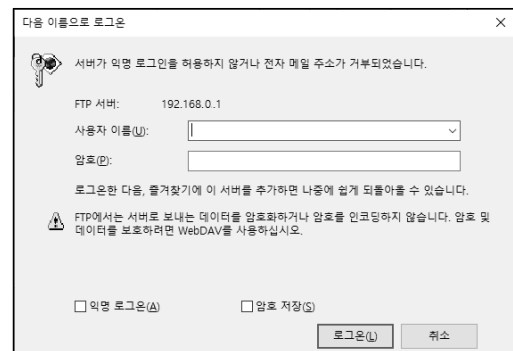 다음 이름으로 로그온
서버가 익명 로그인을 허용하지 않거나 전자 메일 주소가 거부되었습니다.
FTP 서버: 192.168.0.1
사용자 이름(U):
암호(P):
로그온한 다음, 즐겨찾기에 이 서버를 추가하면 나중에 쉽게 되돌아올 수 있습니다.
FTP에서는 서버로 보내는 데이터를 암호화하거나 암호를 인코딩하지 않습니다. 암호 및
데이터를 보호하려면 WebDAV를 사용하십시오.
익명 로그온(A) 암호 저장(S)
로그온(L) 취소